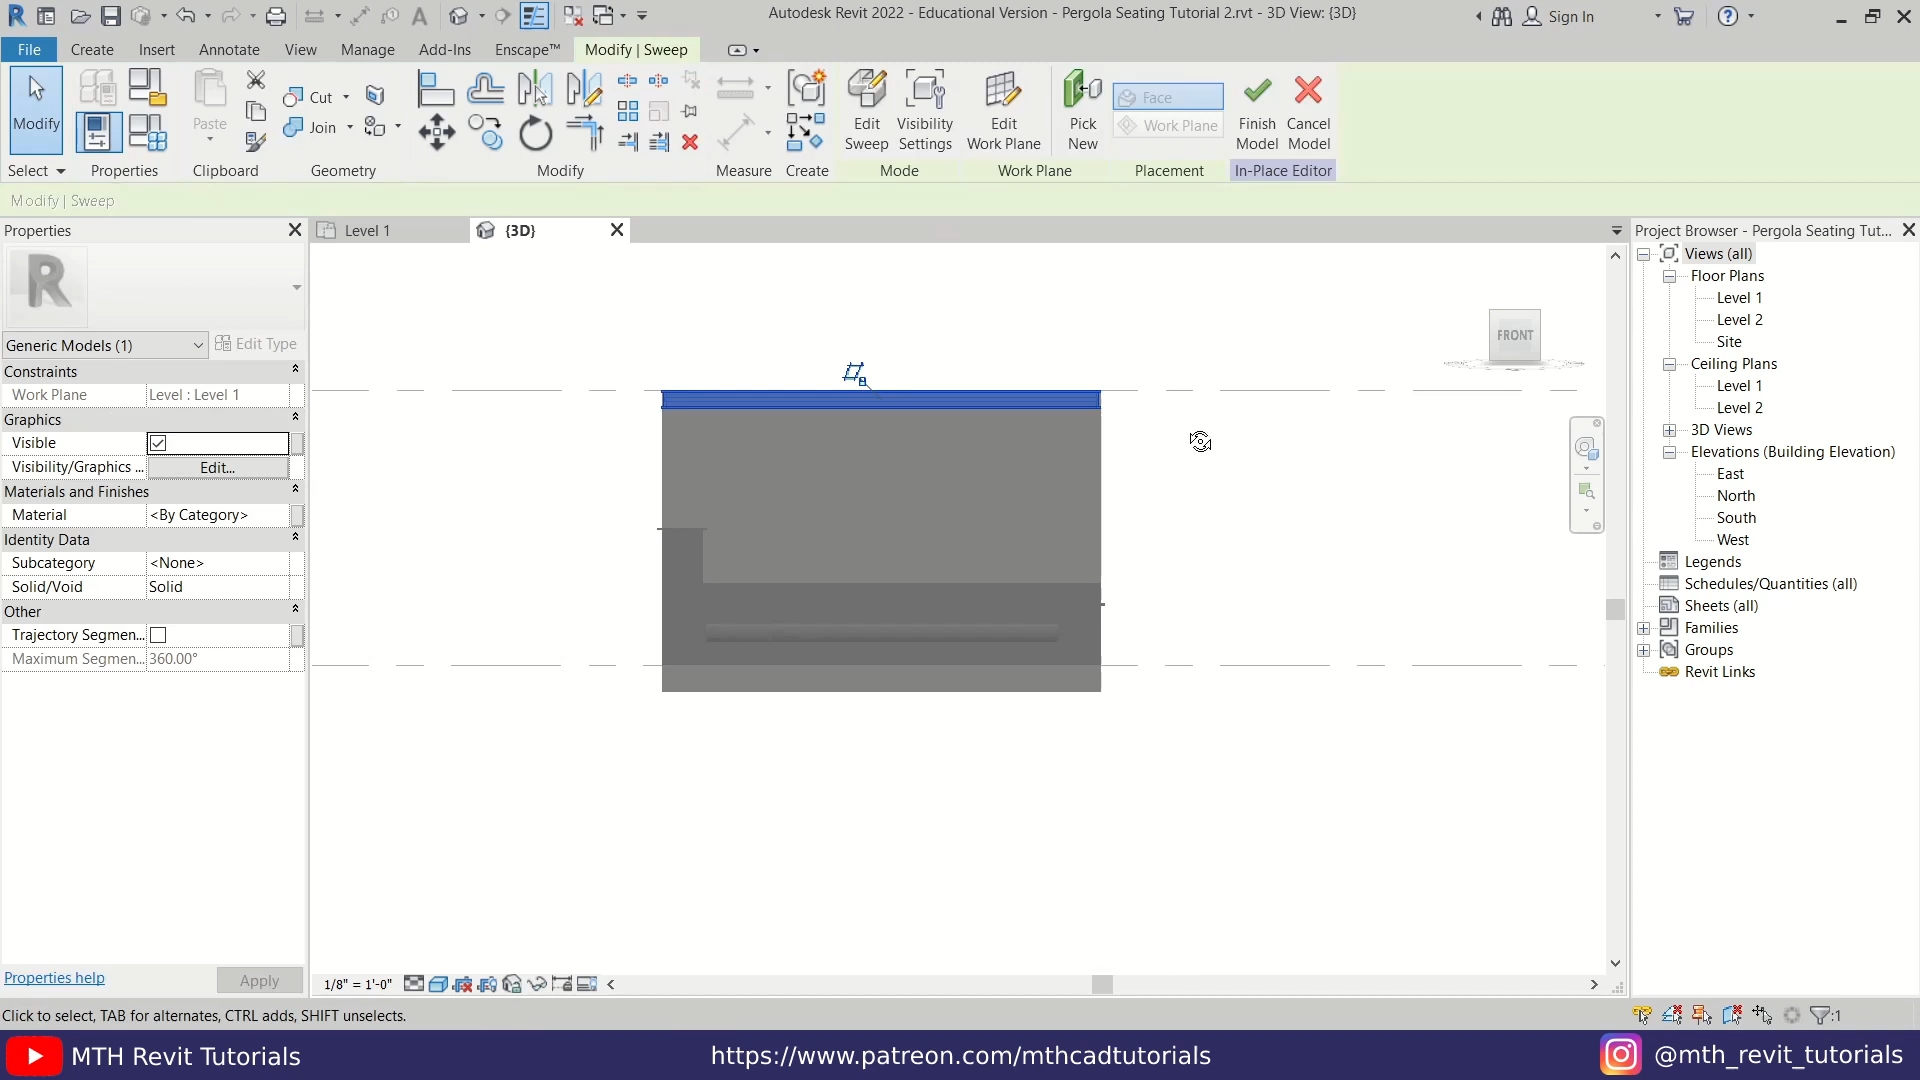 Autodesk Revit 2022 - Educational Version - Pergola Seating Tutorial 2.rvt - 3D View: {3D}
Sign In
File
Create
Insert
Annotate
View
Manage
Add-Ins
Enscape™
Modify | Sweep
Modify
Paste
Cut
Join
Edit
Sweep
Visibility
Settings
Edit
Work Plane
Pick
New
Face
Work Plane
Finish
Model
Cancel
Model
Select
Properties
Clipboard
Geometry
Modify
Measure
Create
Mode
Work Plane
Placement
In-Place Editor
Modify | Sweep
Properties
R
Generic Models (1)
Edit Type
Constraints
Work Plane
Level : Level 1
Graphics
Visible
Visibility/Graphics ...
Edit...
Materials and Finishes
Material
<By Category>
Identity Data
Subcategory
<None>
Solid/Void
Solid
Other
Trajectory Segmen...
Maximum Segmen...
360.00°
Properties help
Apply
Level 1
{3D}
FRONT
1/8" = 1'-0"
Project Browser - Pergola Seating Tut...
Views (all)
Floor Plans
Level 1
Level 2
Site
Ceiling Plans
Level 1
Level 2
3D Views
Elevations (Building Elevation)
East
North
South
West
Legends
Schedules/Quantities (all)
Sheets (all)
Families
Groups
Revit Links
Click to select, TAB for alternates, CTRL adds, SHIFT unselects.
:1
MTH Revit Tutorials
https://www.patreon.com/mthcadtutorials
@mth_revit_tutorials